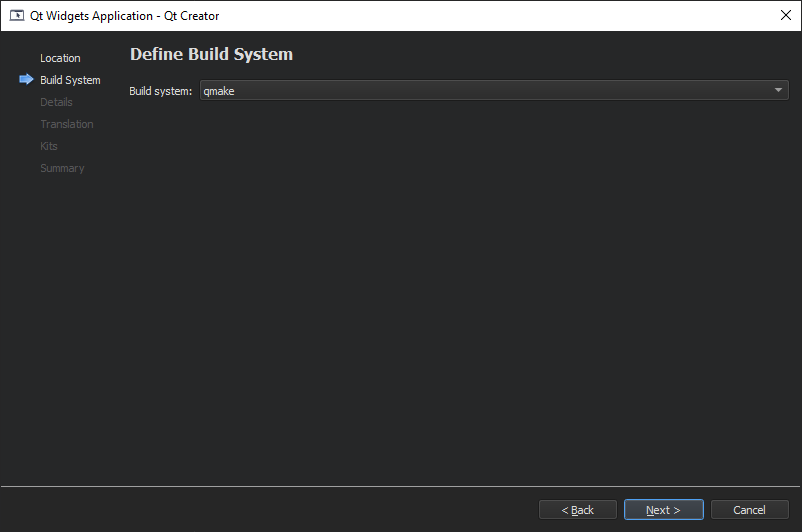 Qt Widgets Application - Qt Creator
Location
Build System
Details
Translation
Kits
Summary
Define Build System
Build system: qmake
< Back Next > Cancel